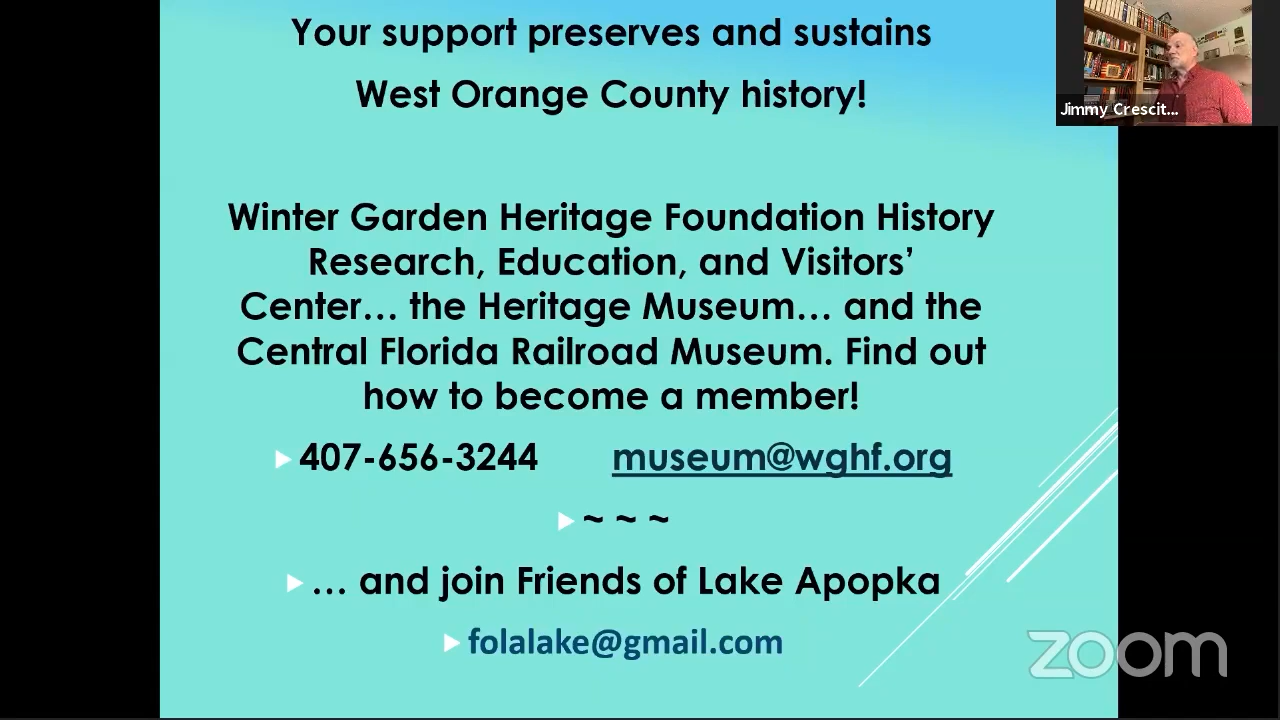 Your support preserves and sustains
West Orange County history!
Jimmy Crescit...
Winter Garden Heritage Foundation History
Research, Education, and Visitors’
Center… the Heritage Museum… and the
Central Florida Railroad Museum. Find out
how to become a member!
407-656-3244 museum@wghf.org
~ ~ ~
… and join Friends of Lake Apopka
folalake@gmail.com
zoom